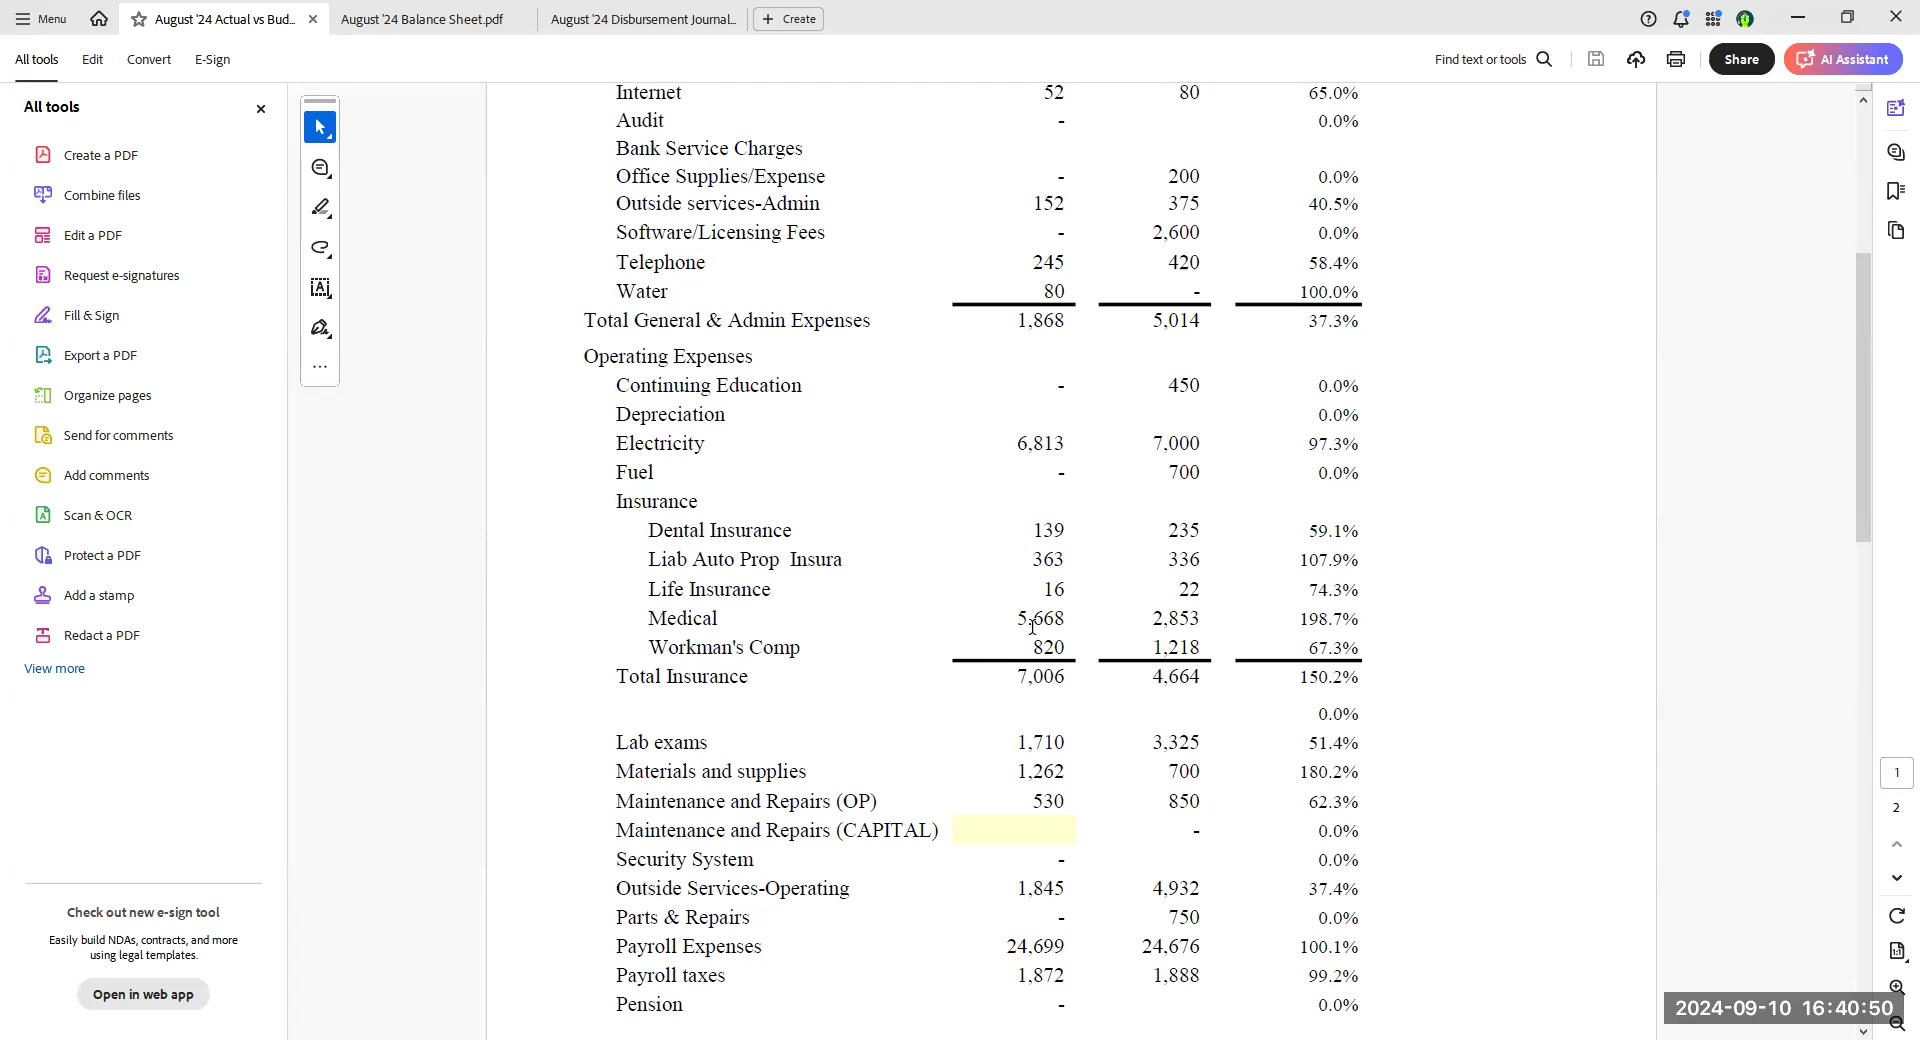 Menu
August '24 Actual vs Bud...
August '24 Balance Sheet.pdf
August '24 Disbursement Journal...
+ Create
All tools
Edit
Convert
E-Sign
Find text or tools
Share
AI Assistant
All tools
Create a PDF
Combine files
Edit a PDF
Request e-signatures
Fill & Sign
Export a PDF
Organize pages
Send for comments
Add comments
Scan & OCR
Protect a PDF
Add a stamp
Redact a PDF
View more
Check out new e-sign tool
Easily build NDAs, contracts, and more
using legal templates.
Open in web app
Internet 52 80 65.0%
Audit - 0.0%
Bank Service Charges
Office Supplies/Expense - 200 0.0%
Outside services-Admin 152 375 40.5%
Software/Licensing Fees - 2,600 0.0%
Telephone 245 420 58.4%
Water 80 - 100.0%
Total General & Admin Expenses 1,868 5,014 37.3%
Operating Expenses
Continuing Education - 450 0.0%
Depreciation 0.0%
Electricity 6,813 7,000 97.3%
Fuel - 700 0.0%
Insurance
Dental Insurance 139 235 59.1%
Liab Auto Prop Insura 363 336 107.9%
Life Insurance 16 22 74.3%
Medical 5,668 2,853 198.7%
Workman's Comp 820 1,218 67.3%
Total Insurance 7,006 4,664 150.2%
0.0%
Lab exams 1,710 3,325 51.4%
Materials and supplies 1,262 700 180.2%
Maintenance and Repairs (OP) 530 850 62.3%
Maintenance and Repairs (CAPITAL) - 0.0%
Security System - 0.0%
Outside Services-Operating 1,845 4,932 37.4%
Parts & Repairs - 750 0.0%
Payroll Expenses 24,699 24,676 100.1%
Payroll taxes 1,872 1,888 99.2%
Pension - 0.0%
1
2
2024-09-10 16:40:50